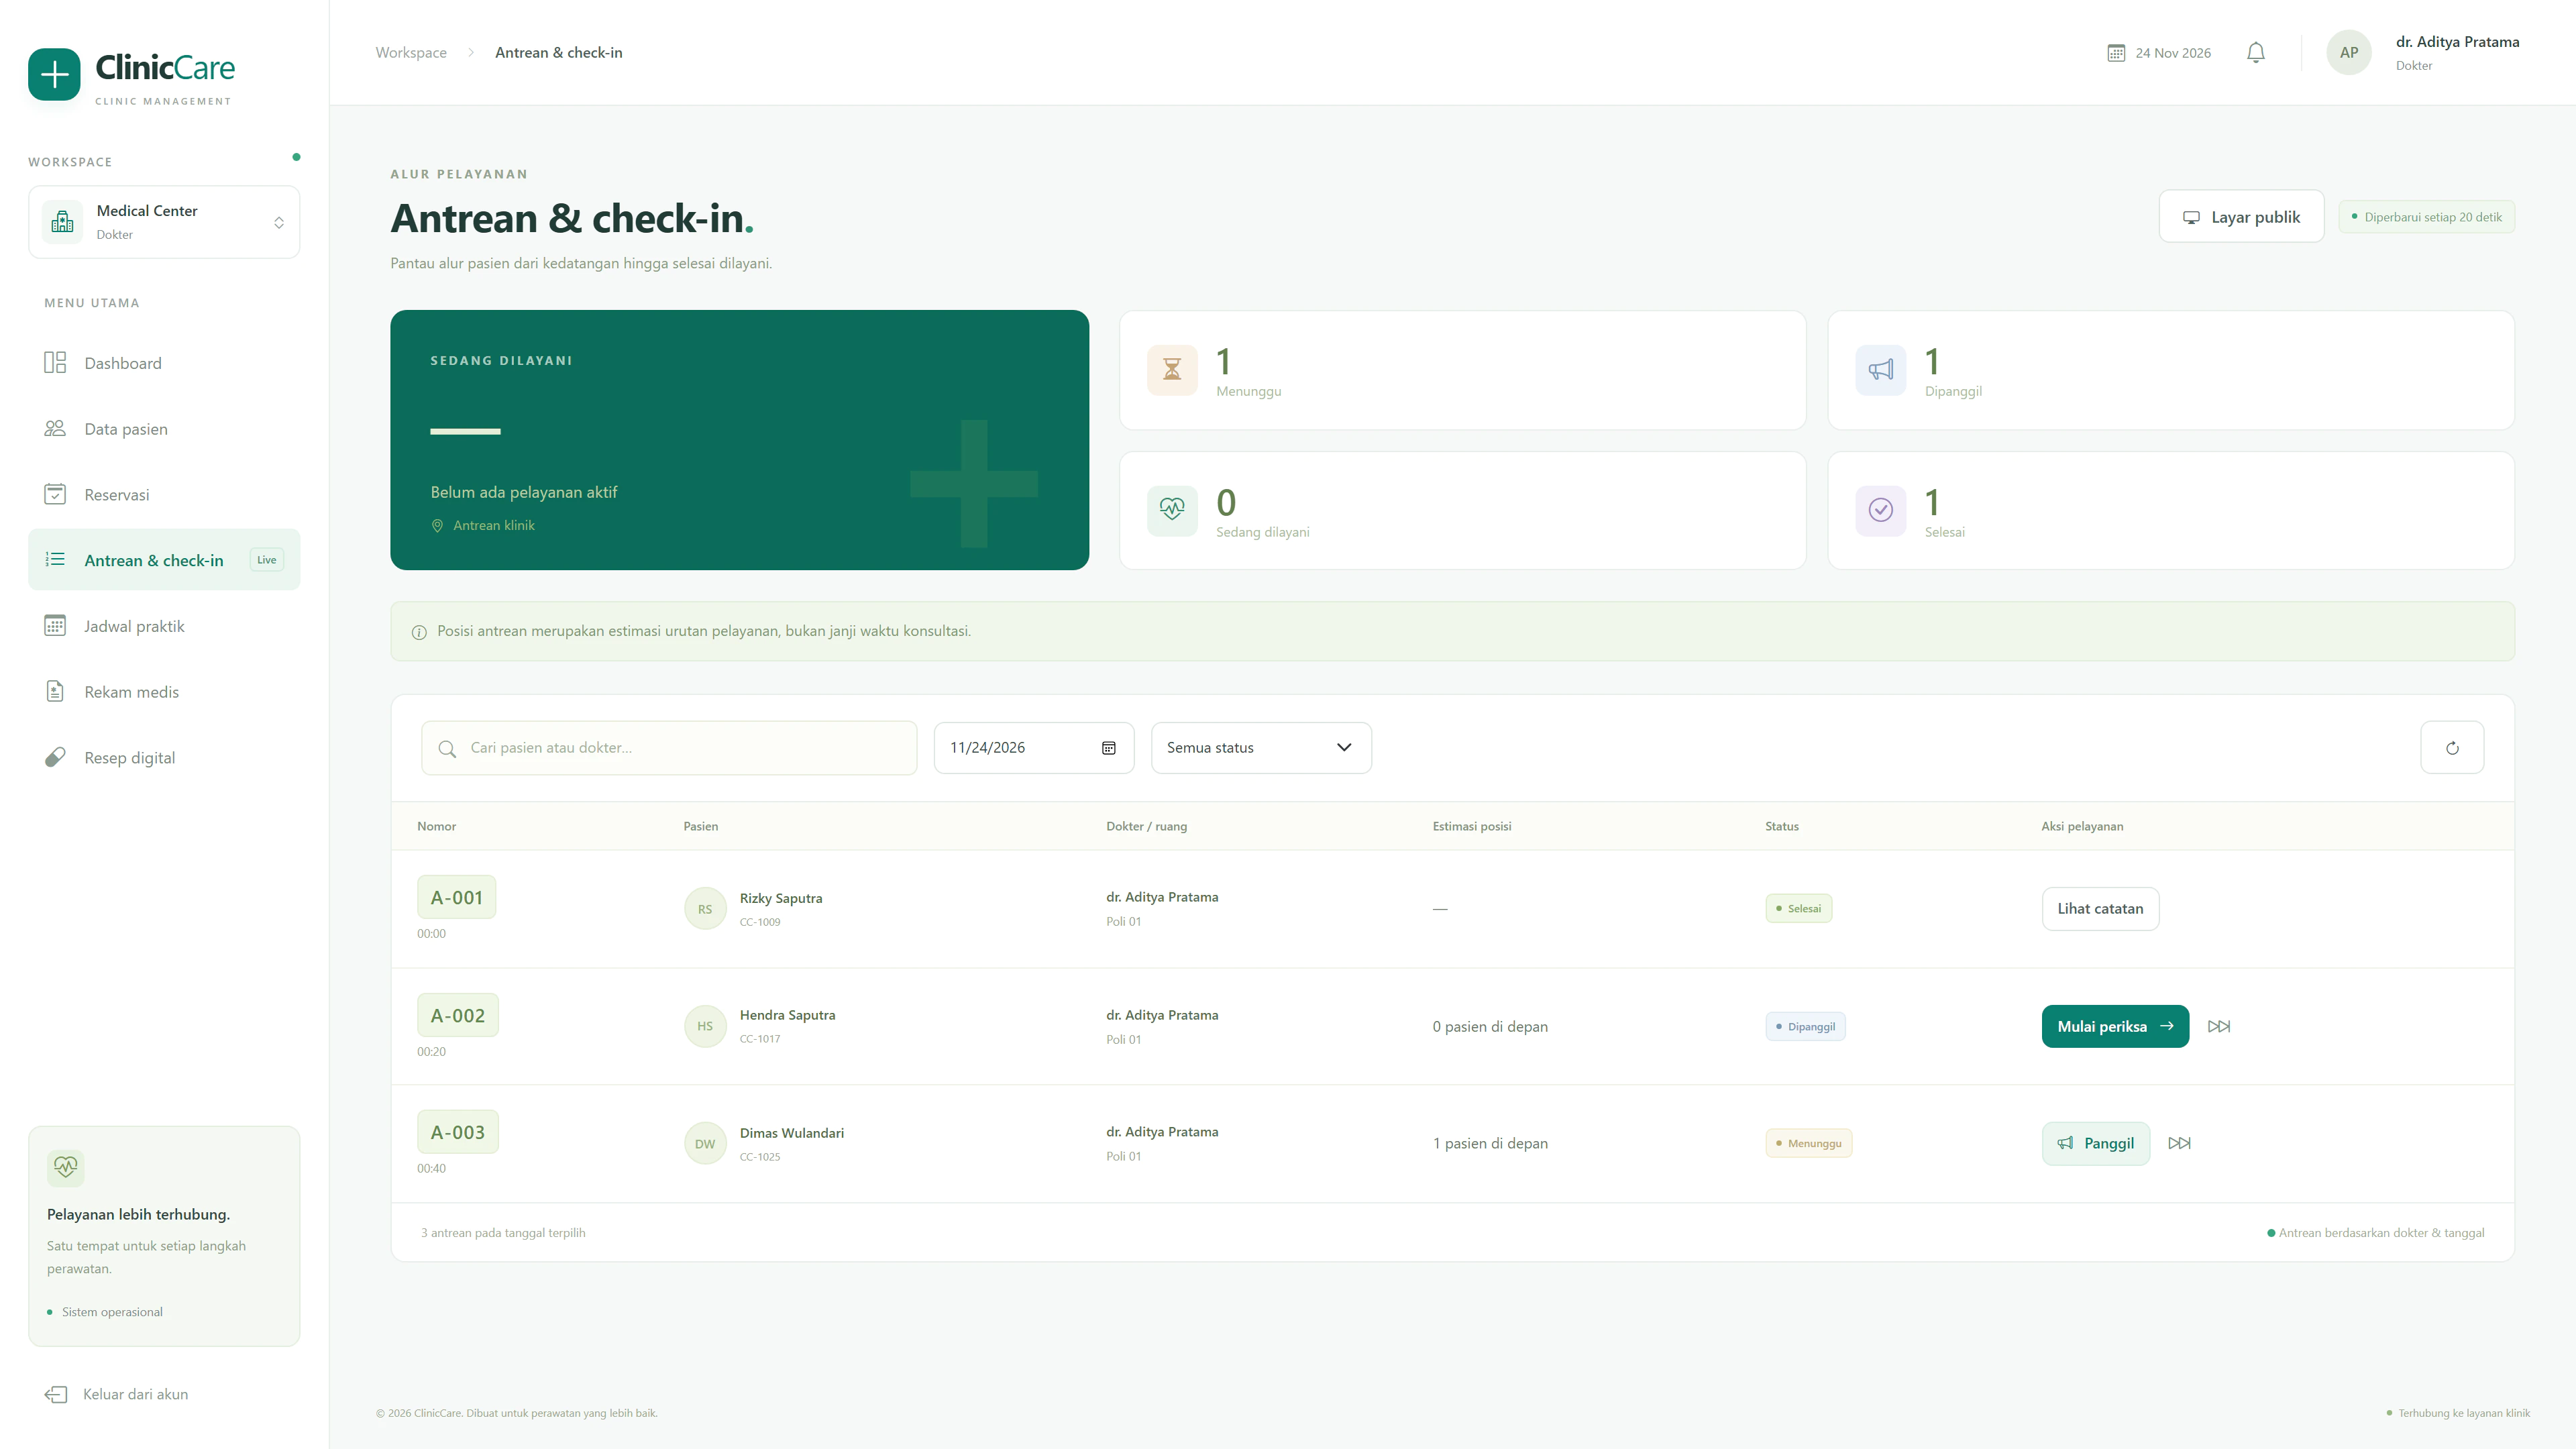 ClinicCare
CLINIC MANAGEMENT
WORKSPACE
Medical Center
Dokter
MENU UTAMA
Dashboard
Data pasien
Reservasi
Antrean & check-in Live
Jadwal praktik
Rekam medis
Resep digital
Pelayanan lebih terhubung.
Satu tempat untuk setiap langkah
perawatan.
Sistem operasional
Keluar dari akun
Workspace Antrean & check-in
24 Nov 2026
AP
dr. Aditya Pratama
Dokter
ALUR PELAYANAN
Antrean & check-in.
Pantau alur pasien dari kedatangan hingga selesai dilayani.
Layar publik
Diperbarui setiap 20 detik
SEDANG DILAYANI
—
Belum ada pelayanan aktif
Antrean klinik
1
Menunggu
1
Dipanggil
0
Sedang dilayani
1
Selesai
Posisi antrean merupakan estimasi urutan pelayanan, bukan janji waktu konsultasi.
Cari pasien atau dokter...
11/24/2026
Semua status
Nomor Pasien Dokter / ruang Estimasi posisi Status Aksi pelayanan
A-001
00:00
RS
Rizky Saputra
CC-1009
dr. Aditya Pratama
Poli 01
—
Selesai
Lihat catatan
A-002
00:20
HS
Hendra Saputra
CC-1017
dr. Aditya Pratama
Poli 01
0 pasien di depan
Dipanggil
Mulai periksa
A-003
00:40
DW
Dimas Wulandari
CC-1025
dr. Aditya Pratama
Poli 01
1 pasien di depan
Menunggu
Panggil
3 antrean pada tanggal terpilih
Antrean berdasarkan dokter & tanggal
© 2026 ClinicCare. Dibuat untuk perawatan yang lebih baik.
Terhubung ke layanan klinik